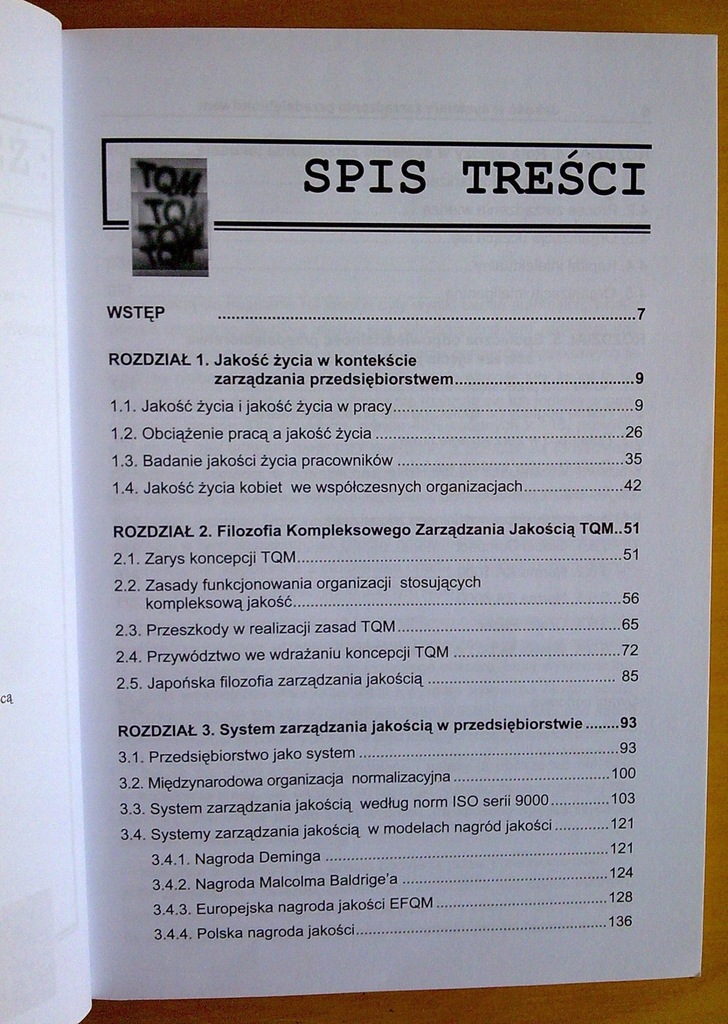 SPIS TREŚCI
TQM
TQM
TQM
TQM
WSTĘP ..................................................................................................7
ROZDZIAŁ 1. Jakość życia w kontekście
zarządzania przedsiębiorstwem...........................................9
1.1. Jakość życia i jakość życia w pracy..........................................................9
1.2. Obciążenie pracą a jakość życia ............................................................26
1.3. Badanie jakości życia pracowników ......................................................35
1.4. Jakość życia kobiet we współczesnych organizacjach.............................42
ROZDZIAŁ 2. Filozofia Kompleksowego Zarządzania Jakością TQM..51
2.1. Zarys koncepcji TQM...............................................................................51
2.2. Zasady funkcjonowania organizacji stosujących
kompleksową jakość................................................................................56
2.3. Przeszkody w realizacji zasad TQM.......................................................65
2.4. Przywództwo we wdrażaniu koncepcji TQM .........................................72
2.5. Japońska filozofia zarządzania jakością ............................................... 85
ROZDZIAŁ 3. System zarządzania jakością w przedsiębiorstwie ........93
3.1. Przedsiębiorstwo jako system ...............................................................93
3.2. Międzynarodowa organizacja normalizacyjna ......................................100
3.3. System zarządzania jakością według norm ISO serii 9000..............103
3.4. Systemy zarządzania jakością w modelach nagród jakości .............121
3.4.1. Nagroda Deminga .....................................................................121
3.4.2. Nagroda Malcolma Baldrige'a ...................................................124
3.4.3. Europejska nagroda jakości EFQM ..........................................128
3.4.4. Polska nagroda jakości.............................................................136
cą